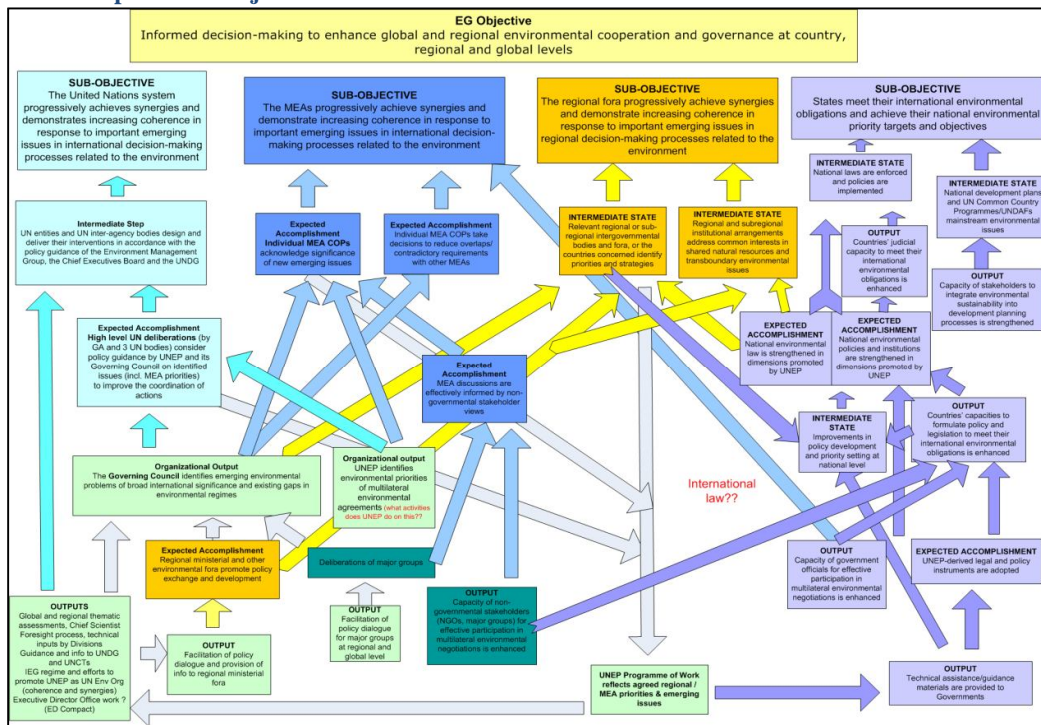 EG Objective
Informed decision-making to enhance global and regional environmental cooperation and governance at country,
regional and global levels
SUB-OBJECTIVE
The United Nations system
progressively achieves synergies and
demonstrates increasing coherence in
response to important emerging
issues in international decision-making
processes related to the environment
SUB-OBJECTIVE
The MEAs progressively achieve synergies and
demonstrate increasing coherence in response to
important emerging issues in international decision-
making processes related to the environment
SUB-OBJECTIVE
The regional fora progressively achieve synergies
and demonstrate increasing coherence in
response to important emerging issues in
regional decision-making processes related to the
environment
SUB-OBJECTIVE
States meet their international environmental
obligations and achieve their national environmental
priority targets and objectives
INTERMEDIATE STATE
National laws are enforced
and policies are
implemented
INTERMEDIATE STATE
National development plans
and UN Common Country
Programmes/UNDAFs
mainstream environmental
issues
Intermediate Step
UN entities and UN inter-agency bodies design and
deliver their interventions in accordance with the
policy guidance of the Environment Management
Group, the Chief Executives Board and the UNDG
Expected
Accomplishment
Individual MEA COPs
acknowledge significance
of new emerging issues
Expected
Accomplishment
Individual MEA COPs take
decisions to reduce overlaps/
contradictory requirements
with other MEAs
INTERMEDIATE STATE
Relevant regional or sub-
regional intergovernmental
bodies and fora, or the
countries concerned identify
priorities and strategies
INTERMEDIATE STATE
Regional and subregional
institutional arrangements
address common interests in
shared natural resources and
transboundary environmental
issues
OUTPUT
Countries' judicial
capacity to meet their
international
environmental
obligations is
enhanced
OUTPUT
Capacity of stakeholders to
integrate environmental
sustainability into
development planning
processes is strengthened
Expected Accomplishment
High level UN deliberations (by
GA and 3 UN bodies) consider
policy guidance by UNEP and its
Governing Council on identified
issues (incl. MEA priorities)
to improve the coordination of
actions
Expected
Accomplishment
MEA discussions are
effectively informed by non-
governmental stakeholder
views
EXPECTED
ACCOMPLISHMENT
National environmental
law is strengthened in
dimensions promoted by
UNEP
EXPECTED
ACCOMPLISHMENT
National environmental
policies and institutions
are strengthened in
dimensions promoted by
UNEP
INTERMEDIATE
STATE
Improvements in
policy development
and priority setting at
national level
OUTPUT
Countries' capacities to
formulate policy and
legislation to meet their
international environmental
obligations is enhanced
Organizational Output
The Governing Council identifies emerging environmental
problems of broad international significance and existing gaps in
environmental regimes
Organizational output
UNEP identifies
environmental priorities
of multilateral
environmental
agreements (what activities
does UNEP do on this??
International
law??
Expected Accomplishment
Regional ministerial and other
environmental fora promote policy
exchange and development
Deliberations of major groups
OUTPUT
Capacity of government
officials for effective
participation in
multilateral environmental
negotiations is enhanced
EXPECTED ACCOMPLISHMENT
UNEP-derived legal and policy
instruments are adopted
OUTPUTS
Global and regional thematic
assessments, Chief Scientist
Foresight process, technical
inputs by Divisions
Guidance and info to UNDG
and UNCTs
IEG regime and efforts to
promote UNEP as UN Env Org
(coherence and synergies)
Executive Director Office work ?
(ED Compact)
OUTPUT
Facilitation of policy
dialogue and provision of
info to regional ministerial
fora
OUTPUT
Facilitation of
policy dialogue
for major groups
at regional and
global level
OUTPUT
Capacity of non-
governmental stakeholders
(NGOs, major groups) for
effective participation in
multilateral environmental
negotiations is enhanced
UNEP Programme of Work
reflects agreed regional /
MEA priorities & emerging
issues
OUTPUT
Technical assistance/guidance
materials are provided to
Governments